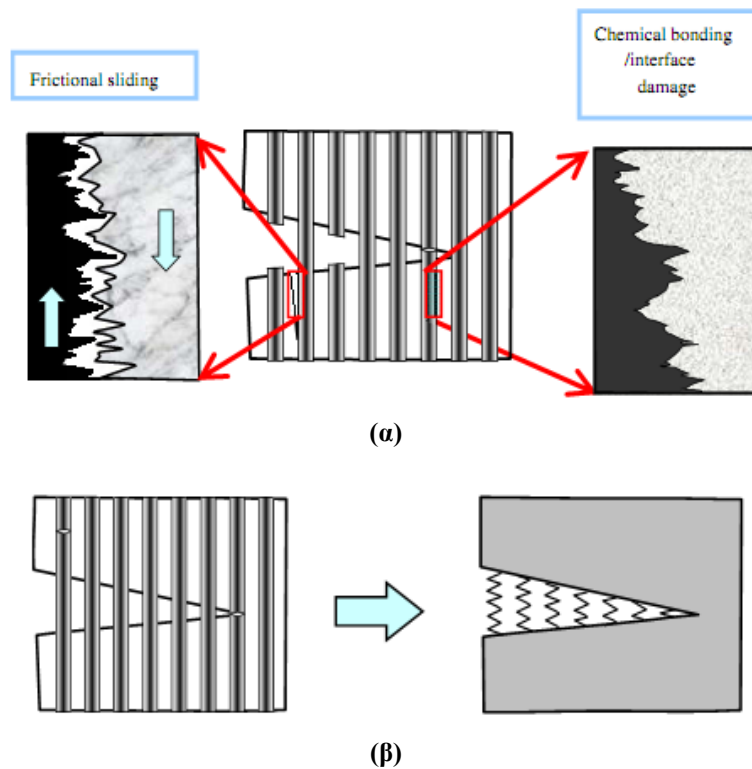 Chemical bonding
/interface
damage
Frictional sliding
(α)
(β)